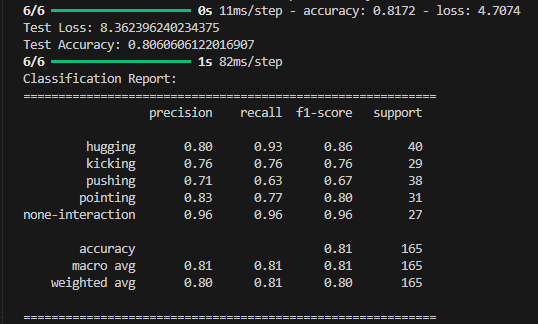 6/6 ━━━━━━━━━━━━━━━━━━━━ 0s 11ms/step - accuracy: 0.8172 - loss: 4.7074
Test Loss: 8.362396240234375
Test Accuracy: 0.8060606122016907
6/6 ━━━━━━━━━━━━━━━━━━━━ 1s 82ms/step
Classification Report:
===========================================================
precision recall f1-score support
hugging 0.80 0.93 0.86 40
kicking 0.76 0.76 0.76 29
pushing 0.71 0.63 0.67 38
pointing 0.83 0.77 0.80 31
none-interaction 0.96 0.96 0.96 27
accuracy 0.81 165
macro avg 0.81 0.81 0.81 165
weighted avg 0.80 0.81 0.80 165
===========================================================